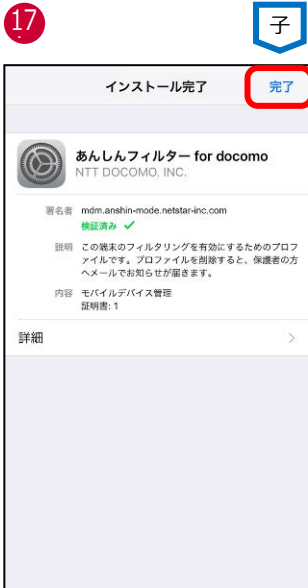 17
子
インストール完了 完了
あんしんフィルター for docomo
NTT DOCOMO, INC.
署名者 mdm.anshin-mode.netstar-inc.com
検証済み ✓
説明 この端末のフィルタリングを有効にするためのプロフ
ァイルです。プロファイルを削除すると、保護者の方
へメールでお知らせが届きます。
内容 モバイルデバイス管理
証明書: 1
詳細